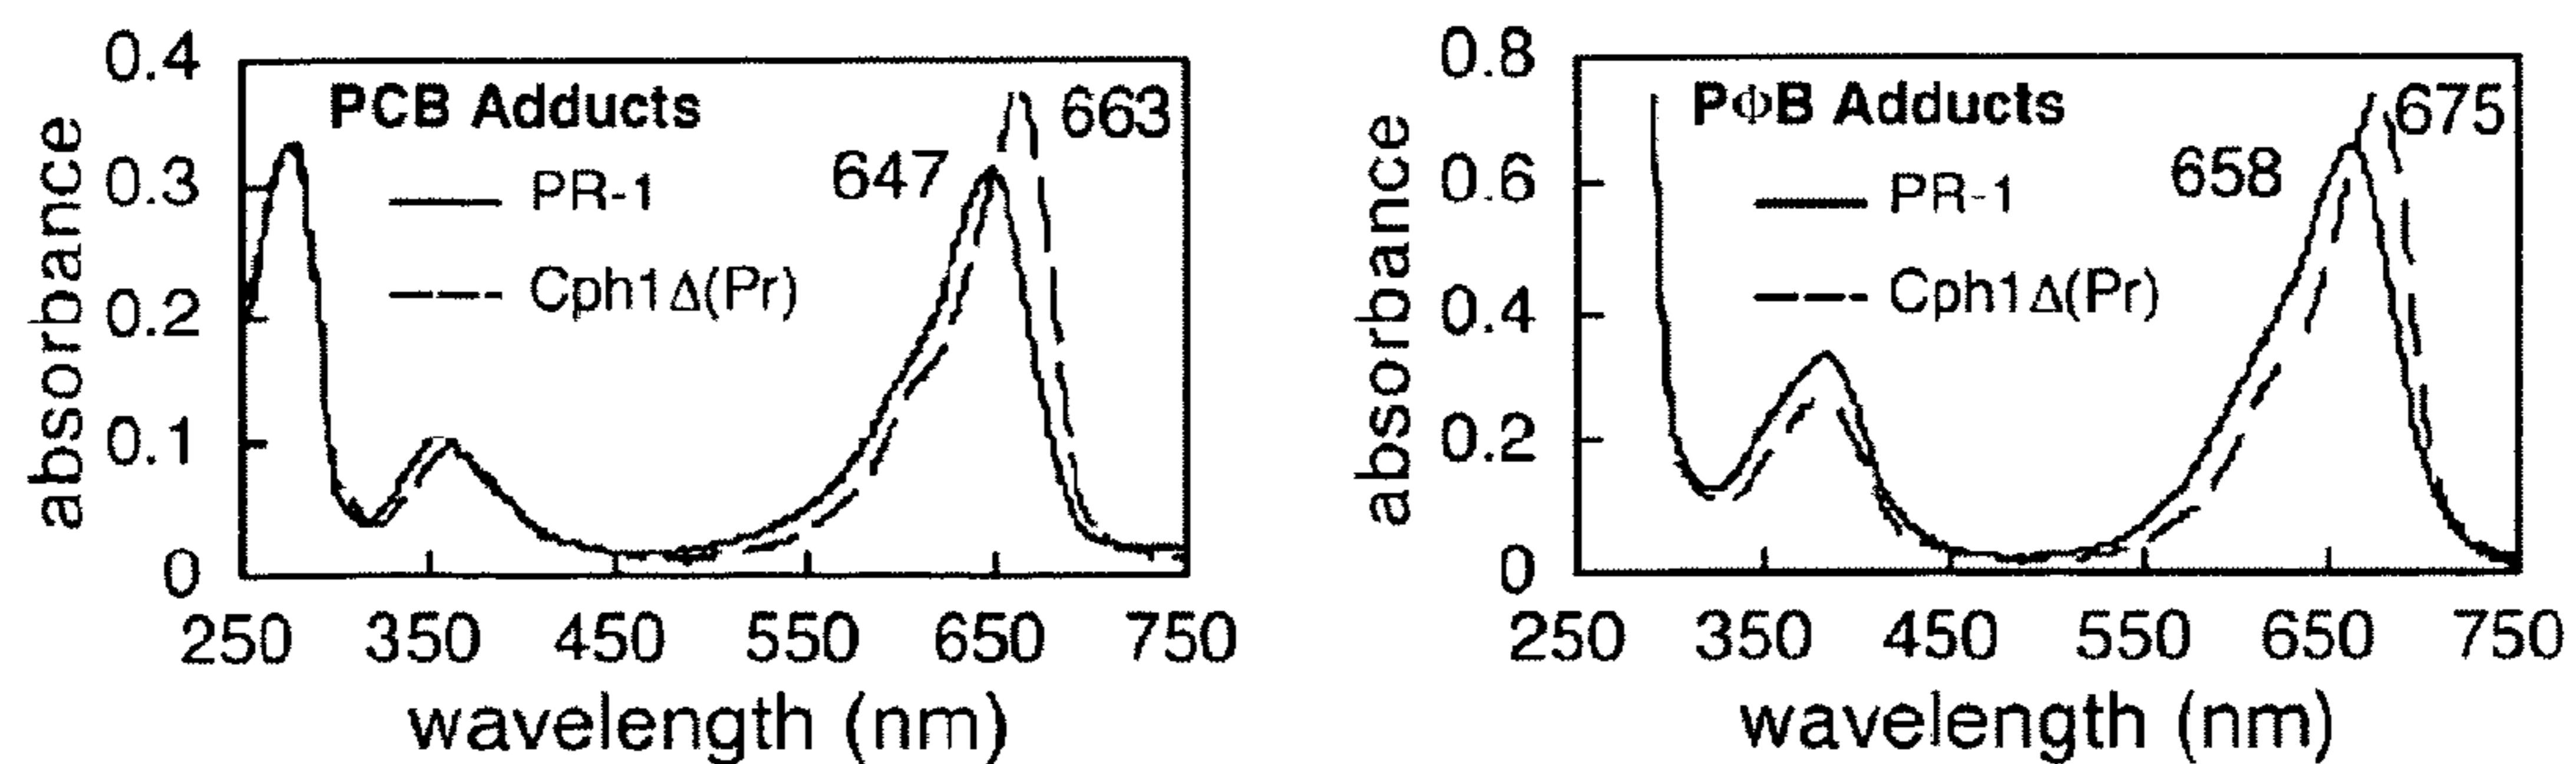 absorbance
0.4
0.3
0.2
0.1
0
PCB Adducts
PR-1
Cph1Δ(Pr)
647
663
250 350 450 550 650 750
wavelength (nm)
absorbance
0.8
0.6
0.4
0.2
0
PΦB Adducts
PR-1
Cph1Δ(Pr)
658
675
250 350 450 550 650 750
wavelength (nm)